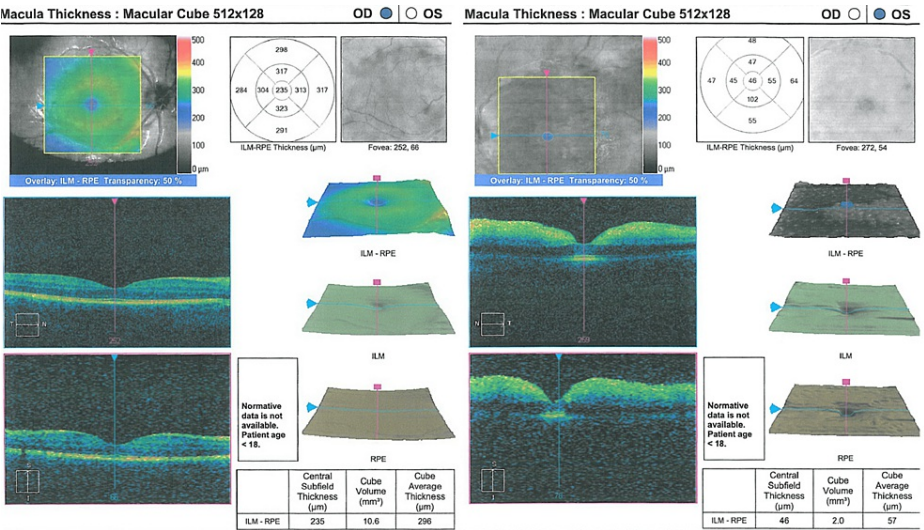 Macula Thickness : Macular Cube 512x128
OD OS
500
400
300
200
100
0 µm
Overlay: ILM - RPE Transparency: 50 %
298
317
284 304 235 313 317
323
291
ILM-RPE Thickness (µm)
Fovea: 252, 66
ILM - RPE
T N
ILM
Normative
data is not
available.
Patient age
< 18.
RPE
Central
Subfield
Thickness
(µm)
Cube
Volume
(mm³)
Cube
Average
Thickness
(µm)
ILM - RPE 235 10.6 296
Macula Thickness : Macular Cube 512x128
OD OS
500
400
300
200
100
0 µm
Overlay: ILM - RPE Transparency: 50 %
48
47
47 45 46 55 64
102
55
ILM-RPE Thickness (µm)
Fovea: 272, 54
ILM - RPE
N T
ILM
Normative
data is not
available.
Patient age
< 18.
RPE
Central
Subfield
Thickness
(µm)
Cube
Volume
(mm³)
Cube
Average
Thickness
(µm)
ILM - RPE 46 2.0 57